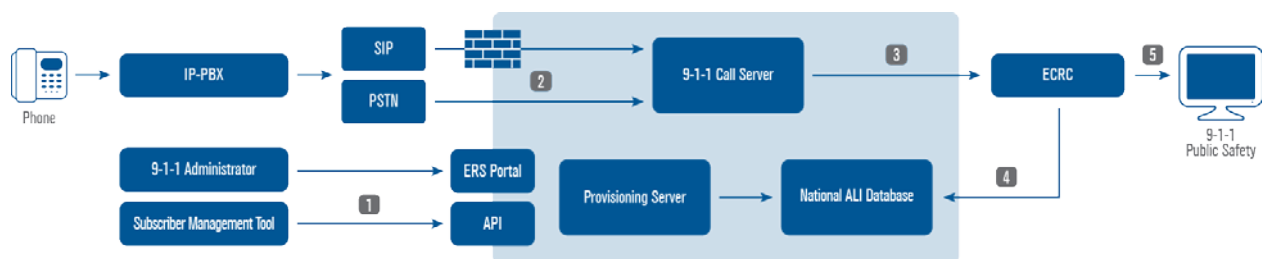 Phone
IP-PBX
SIP
PSTN
2
9-1-1 Call Server
3
ECRC
5
9-1-1
Public Safety
9-1-1 Administrator
Subscriber Management Tool
1
ERS Portal
API
Provisioning Server
National ALI Database
4